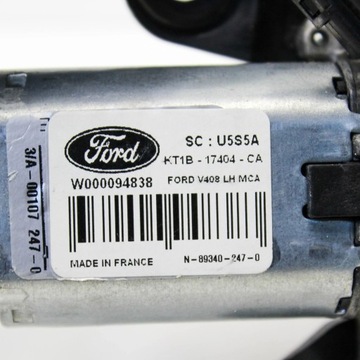 Ford
SC : U5S5A
KT1B - 17404 - CA
W000094838
FORD V408 LH MCA
MADE IN FRANCE
N-89340-247-0
3/A-00107 247-0